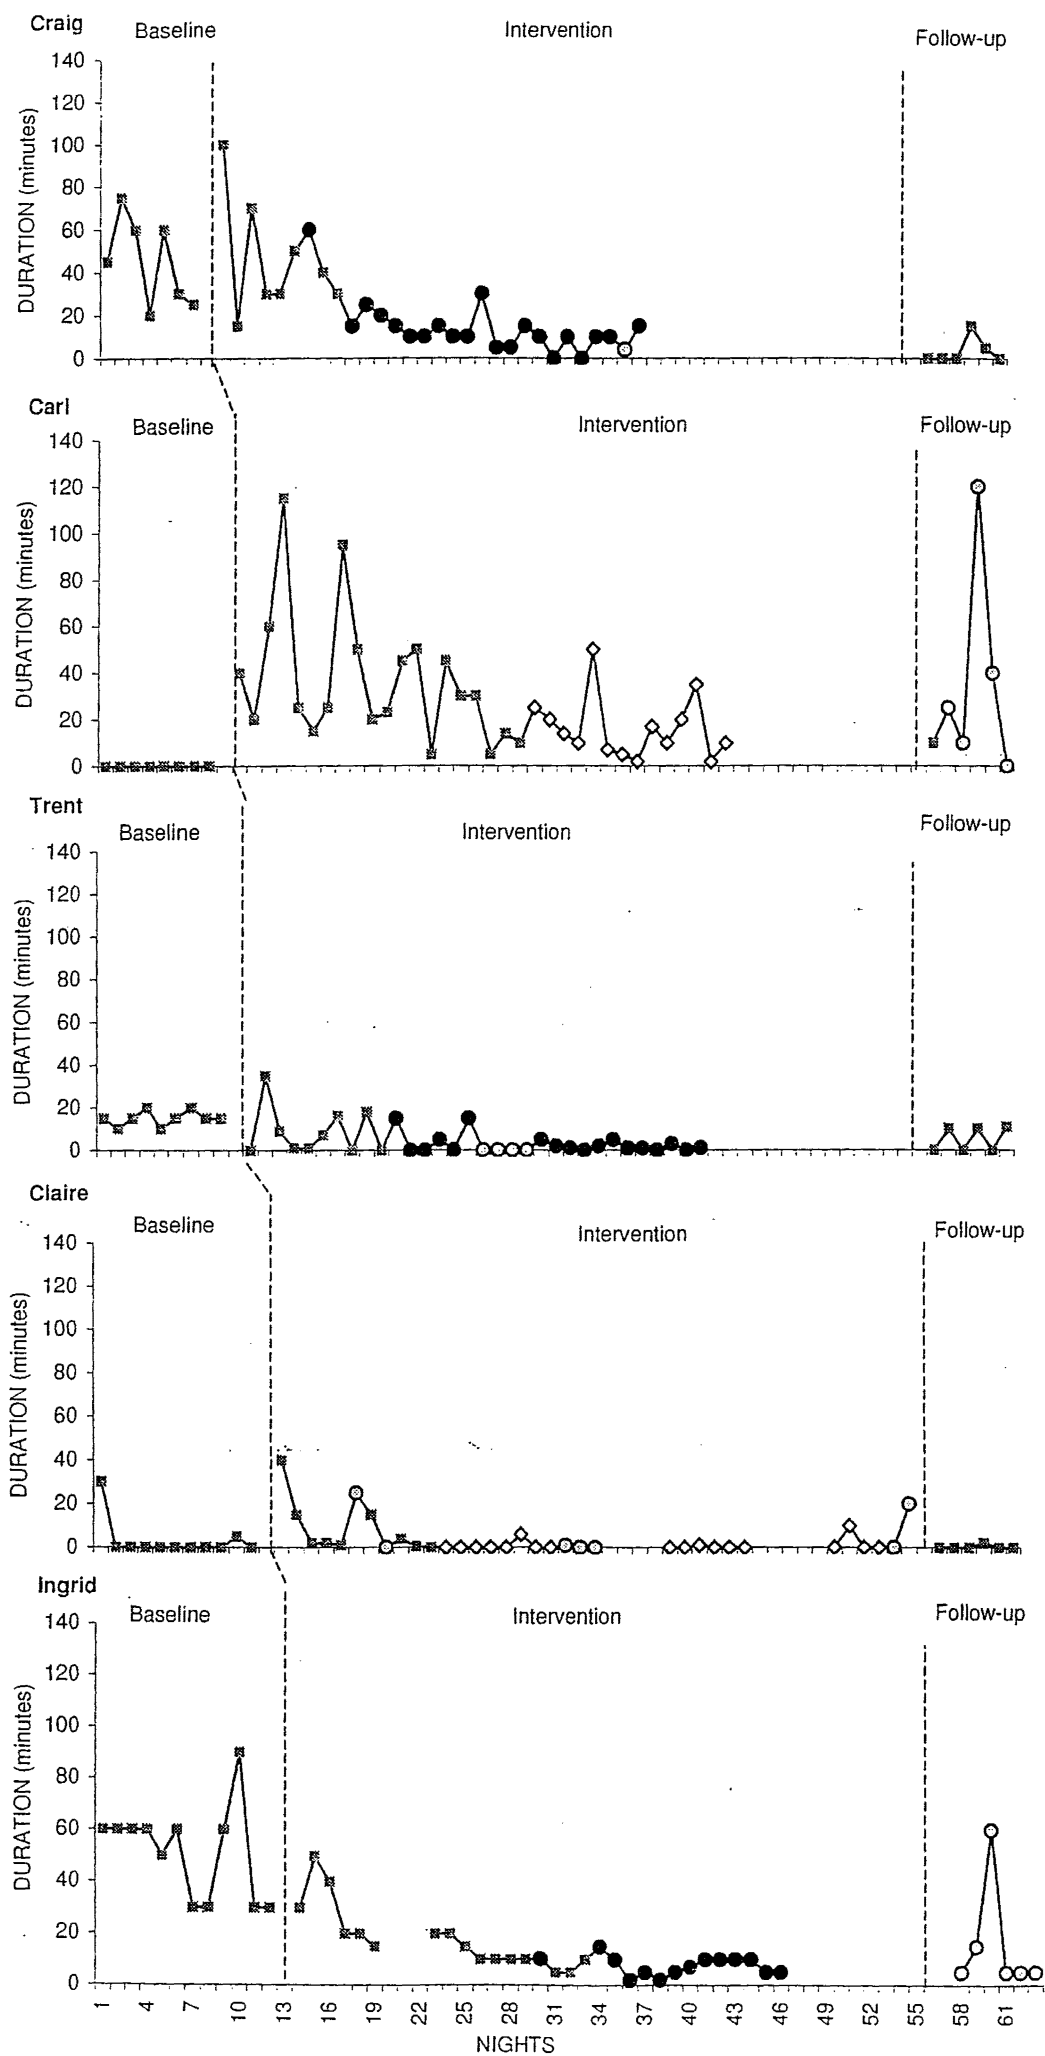 Craig
Baseline Intervention Follow-up
DURATION (minutes)
140
120
100
80
60
40
20
0
Carl
Baseline Intervention Follow-up
DURATION (minutes)
140
120
100
80
60
40
20
0
Trent
Baseline Intervention Follow-up
DURATION (minutes)
140
120
100
80
60
40
20
0
Claire
Baseline Intervention Follow-up
DURATION (minutes)
140
120
100
80
60
40
20
0
Ingrid
Baseline Intervention Follow-up
DURATION (minutes)
140
120
100
80
60
40
20
0
1 4 7 10 13 16 19 22 25 28 31 34 37 40 43 46 49 52 55 58 61
NIGHTS